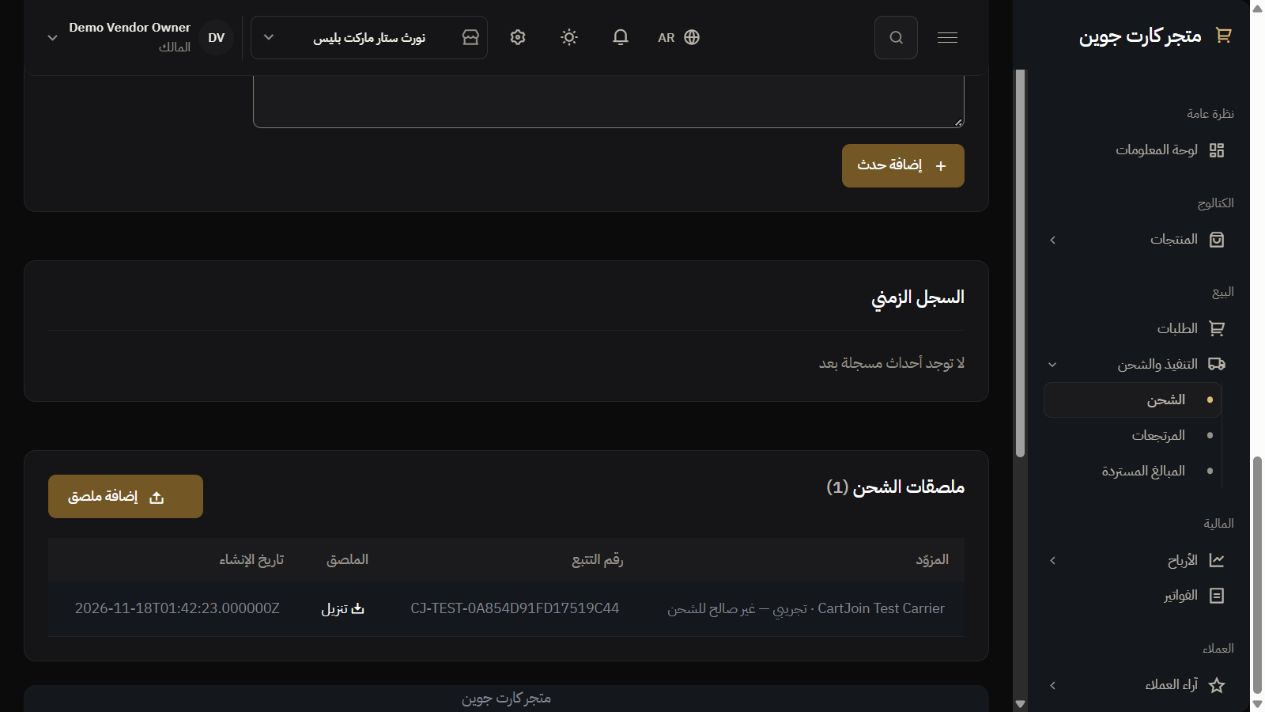 متجر كارت جوين
نظرة عامة
لوحة المعلومات
الكتالوج
المنتجات
البيع
الطلبات
التنفيذ والشحن
الشحن
المرتجعات
المبالغ المستردة
المالية
الأرباح
الفواتير
العملاء
آراء العملاء
AR
نورث ستار ماركت بليس
DV
Demo Vendor Owner
المالك
إضافة حدث
السجل الزمني
لا توجد أحداث مسجلة بعد
ملصقات الشحن (1)
إضافة ملصق
المزوّد رقم التتبع الملصق تاريخ الإنشاء
CartJoin Test Carrier · تجريبي — غير صالح للشحن CJ-TEST-0A854D91FD17519C44 تنزيل 2026-11-18T01:42:23.000000Z
متجر كارت جوين